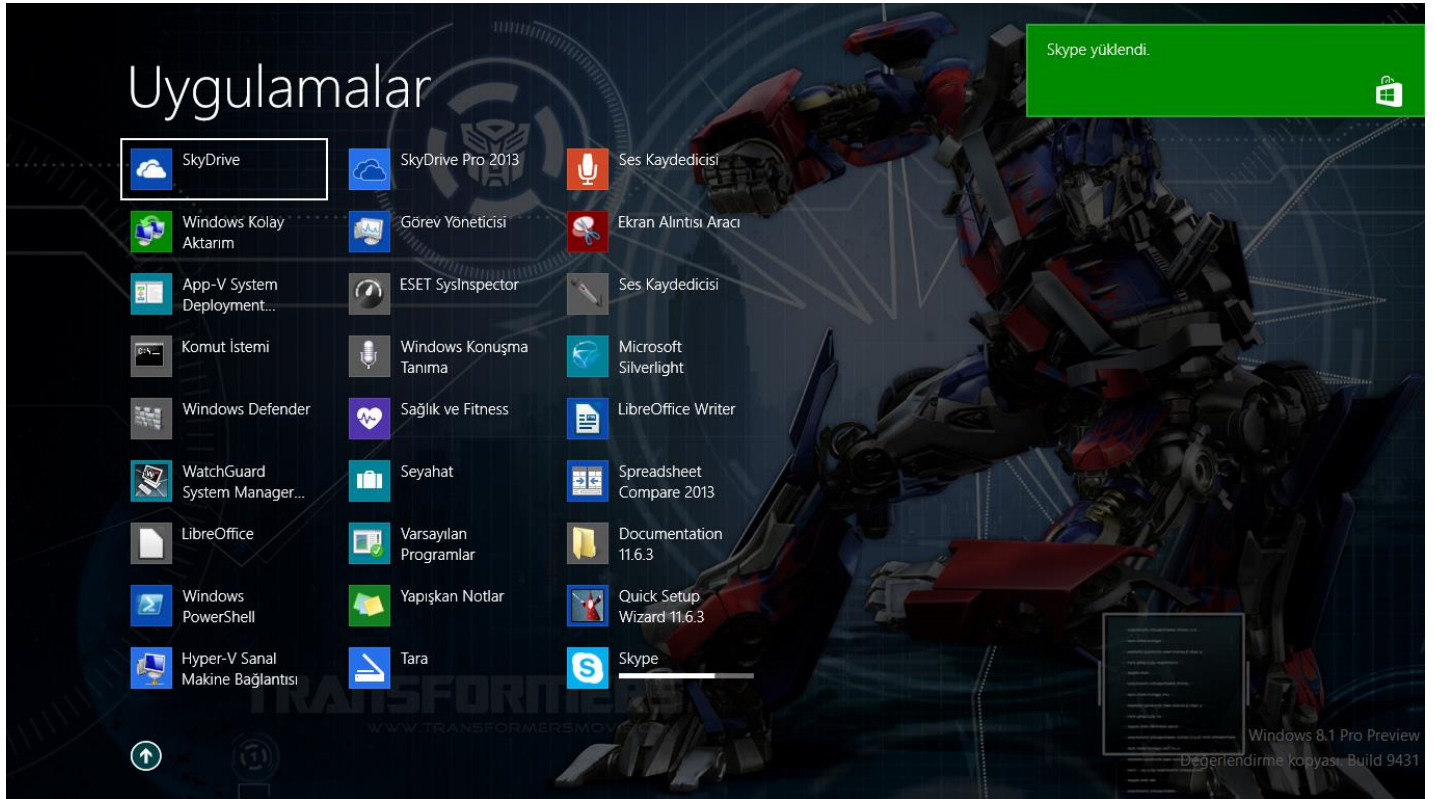 Skype yüklendi.
Uygulamalar
SkyDrive
SkyDrive Pro 2013
Ses Kaydedicisi
Windows Kolay
Aktarım
Görev Yöneticisi
Ekran Alıntısı Aracı
App-V System
Deployment...
ESET SysInspector
Ses Kaydedicisi
Komut İstemi
Windows Konuşma
Tanıma
Microsoft
Silverlight
Windows Defender
Sağlık ve Fitness
LibreOffice Writer
WatchGuard
System Manager...
Seyahat
Spreadsheet
Compare 2013
LibreOffice
Varsayılan
Programlar
Documentation
11.6.3
Windows
PowerShell
Yapışkan Notlar
Quick Setup
Wizard 11.6.3
Hyper-V Sanal
Makine Bağlantısı
Tara
Skype
TRANSFORMERS
WWW.TRANSFORMERSMOVIE.COM
Windows 8.1 Pro Preview
Değerlendirme kopyası. Build 9431